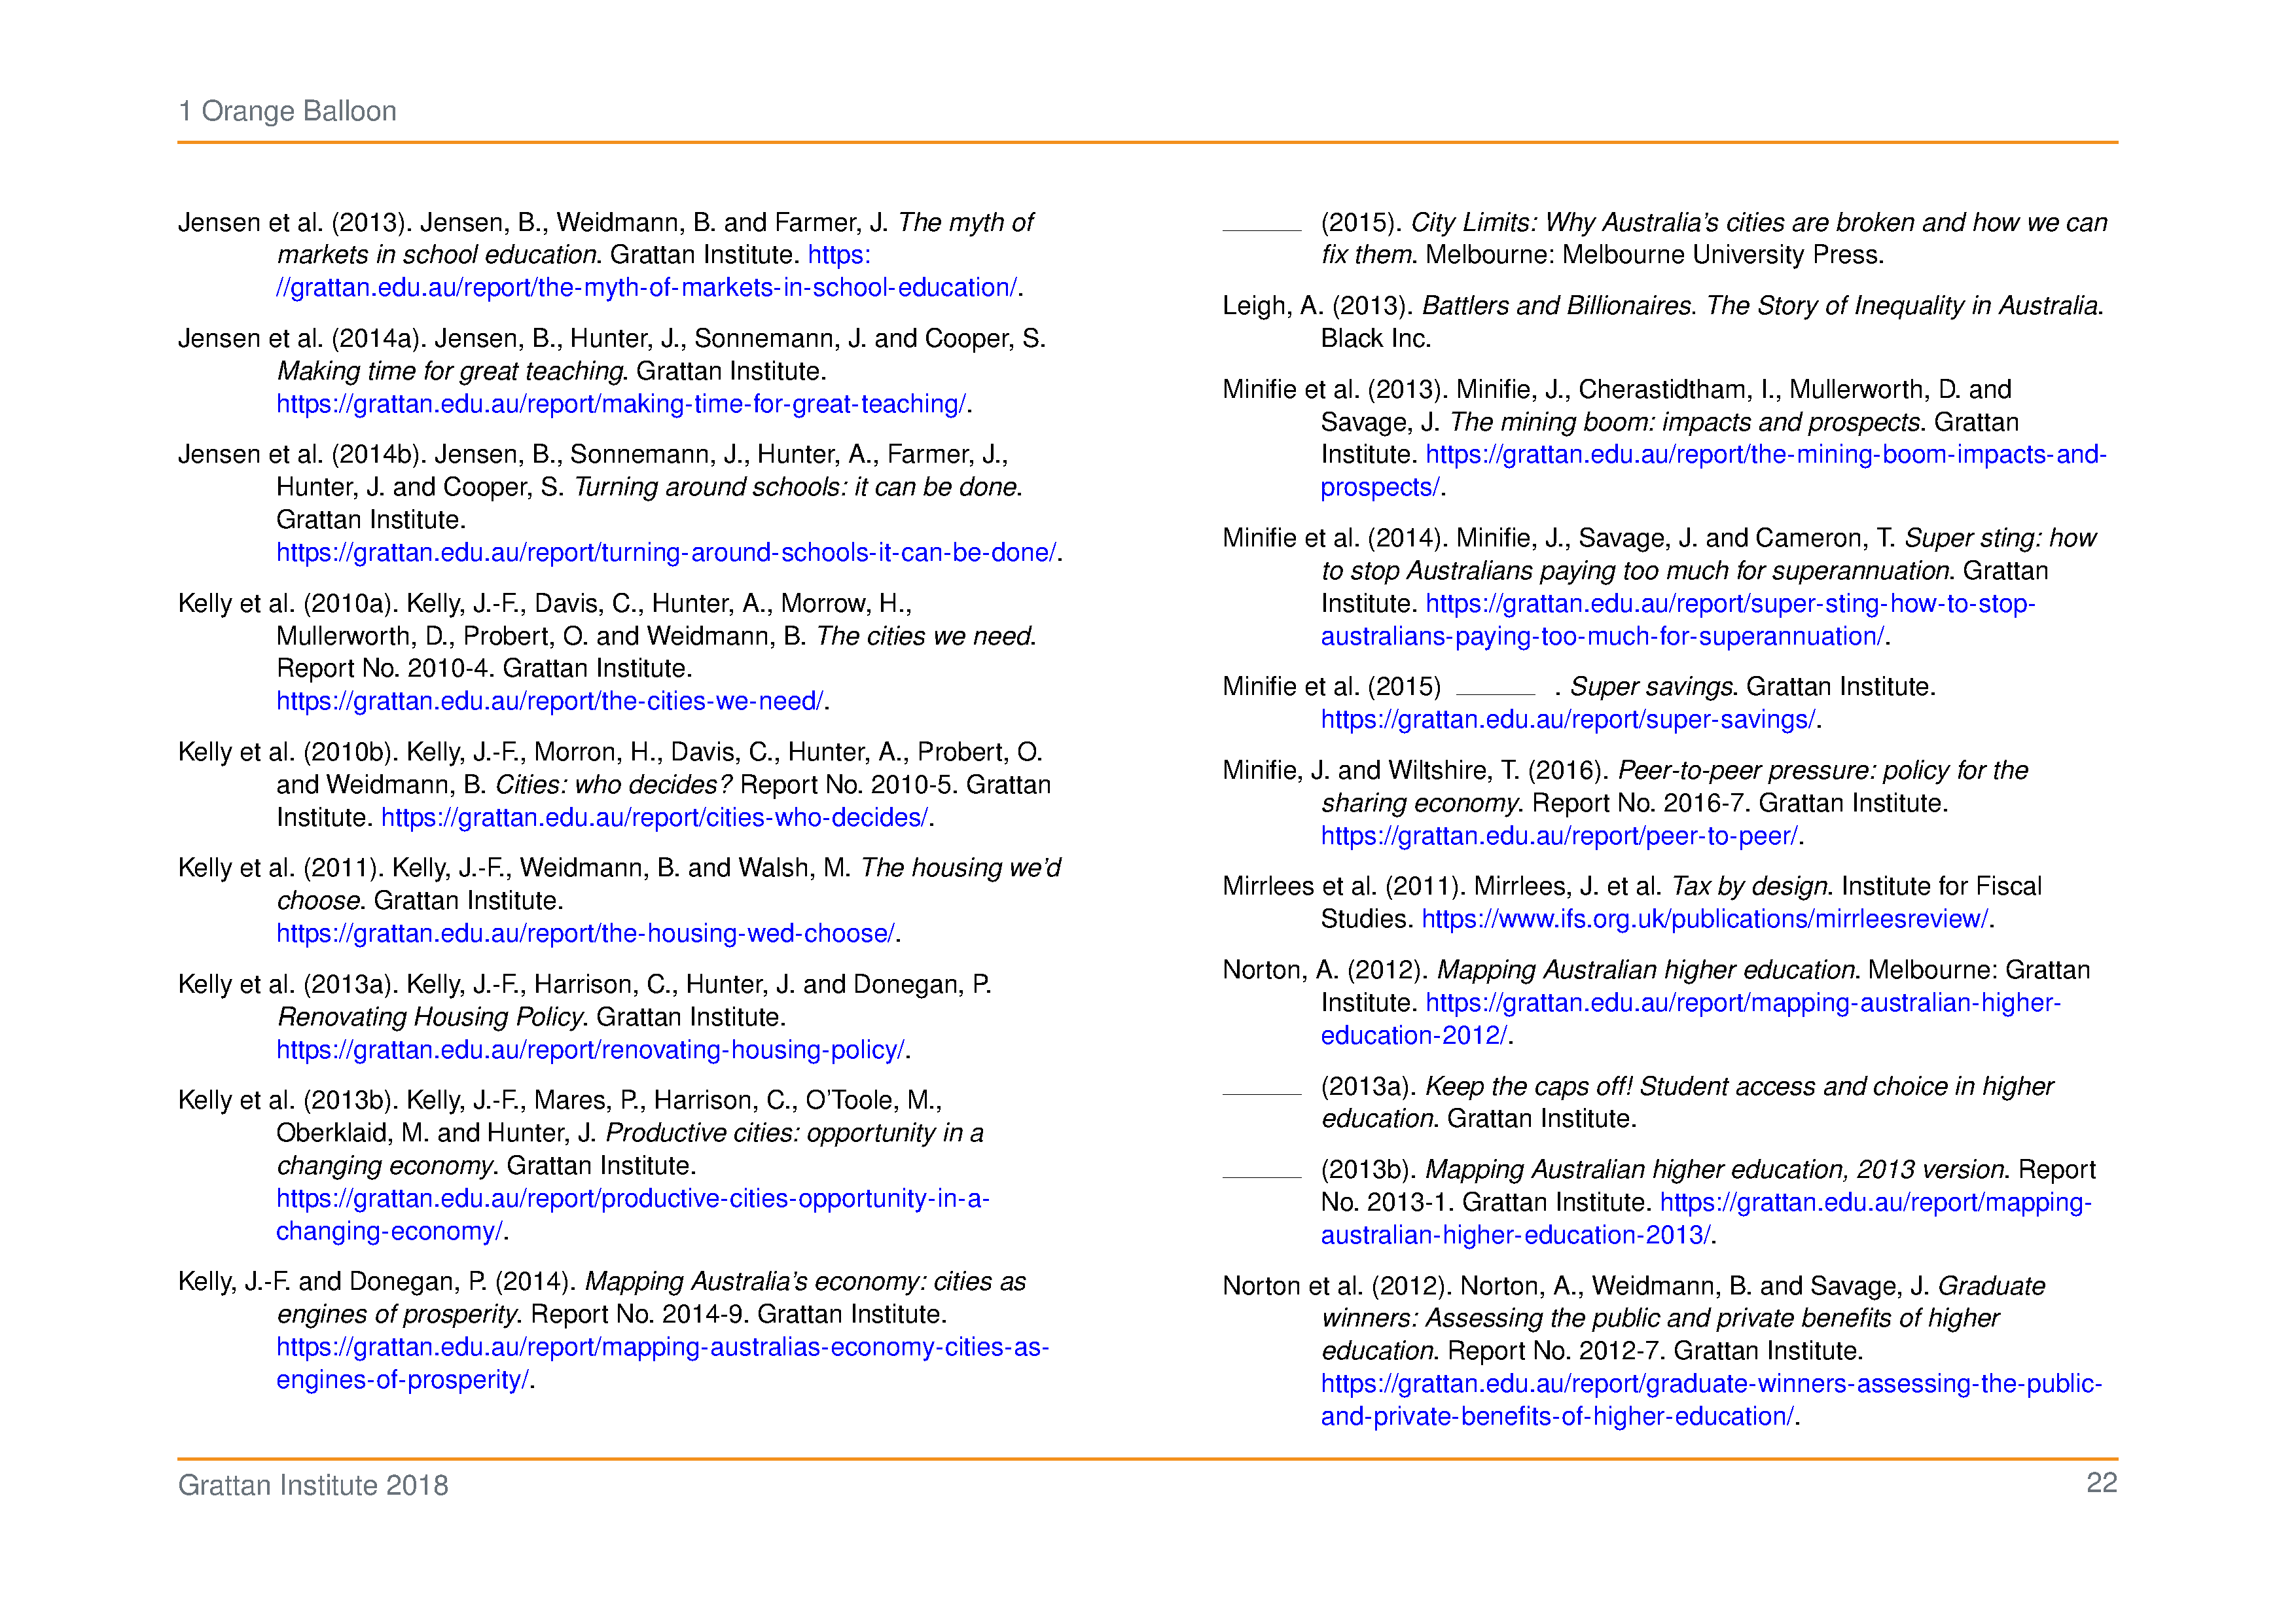 1 Orange Balloon
Jensen et al. (2013). Jensen, B., Weidmann, B. and Farmer, J. The myth of
markets in school education. Grattan Institute. https:
//grattan.edu.au/report/the-myth-of-markets-in-school-education/.
Jensen et al. (2014a). Jensen, B., Hunter, J., Sonnemann, J. and Cooper, S.
Making time for great teaching. Grattan Institute.
https://grattan.edu.au/report/making-time-for-great-teaching/.
Jensen et al. (2014b). Jensen, B., Sonnemann, J., Hunter, A., Farmer, J.,
Hunter, J. and Cooper, S. Turning around schools: it can be done.
Grattan Institute.
https://grattan.edu.au/report/turning-around-schools-it-can-be-done/.
Kelly et al. (2010a). Kelly, J.-F., Davis, C., Hunter, A., Morrow, H.,
Mullerworth, D., Probert, O. and Weidmann, B. The cities we need.
Report No. 2010-4. Grattan Institute.
https://grattan.edu.au/report/the-cities-we-need/.
Kelly et al. (2010b). Kelly, J.-F., Morron, H., Davis, C., Hunter, A., Probert, O.
and Weidmann, B. Cities: who decides? Report No. 2010-5. Grattan
Institute. https://grattan.edu.au/report/cities-who-decides/.
Kelly et al. (2011). Kelly, J.-F., Weidmann, B. and Walsh, M. The housing we'd
choose. Grattan Institute.
https://grattan.edu.au/report/the-housing-wed-choose/.
Kelly et al. (2013a). Kelly, J.-F., Harrison, C., Hunter, J. and Donegan, P.
Renovating Housing Policy. Grattan Institute.
https://grattan.edu.au/report/renovating-housing-policy/.
Kelly et al. (2013b). Kelly, J.-F., Mares, P., Harrison, C., O'Toole, M.,
Oberklaid, M. and Hunter, J. Productive cities: opportunity in a
changing economy. Grattan Institute.
https://grattan.edu.au/report/productive-cities-opportunity-in-a-
changing-economy/.
Kelly, J.-F. and Donegan, P. (2014). Mapping Australia's economy: cities as
engines of prosperity. Report No. 2014-9. Grattan Institute.
https://grattan.edu.au/report/mapping-australias-economy-cities-as-
engines-of-prosperity/.
______ (2015). City Limits: Why Australia's cities are broken and how we can
fix them. Melbourne: Melbourne University Press.
Leigh, A. (2013). Battlers and Billionaires. The Story of Inequality in Australia.
Black Inc.
Minifie et al. (2013). Minifie, J., Cherastidtham, I., Mullerworth, D. and
Savage, J. The mining boom: impacts and prospects. Grattan
Institute. https://grattan.edu.au/report/the-mining-boom-impacts-and-
prospects/.
Minifie et al. (2014). Minifie, J., Savage, J. and Cameron, T. Super sting: how
to stop Australians paying too much for superannuation. Grattan
Institute. https://grattan.edu.au/report/super-sting-how-to-stop-
australians-paying-too-much-for-superannuation/.
Minifie et al. (2015) ______ . Super savings. Grattan Institute.
https://grattan.edu.au/report/super-savings/.
Minifie, J. and Wiltshire, T. (2016). Peer-to-peer pressure: policy for the
sharing economy. Report No. 2016-7. Grattan Institute.
https://grattan.edu.au/report/peer-to-peer/.
Mirrlees et al. (2011). Mirrlees, J. et al. Tax by design. Institute for Fiscal
Studies. https://www.ifs.org.uk/publications/mirrleesreview/.
Norton, A. (2012). Mapping Australian higher education. Melbourne: Grattan
Institute. https://grattan.edu.au/report/mapping-australian-higher-
education-2012/.
______ (2013a). Keep the caps off! Student access and choice in higher
education. Grattan Institute.
______ (2013b). Mapping Australian higher education, 2013 version. Report
No. 2013-1. Grattan Institute. https://grattan.edu.au/report/mapping-
australian-higher-education-2013/.
Norton et al. (2012). Norton, A., Weidmann, B. and Savage, J. Graduate
winners: Assessing the public and private benefits of higher
education. Report No. 2012-7. Grattan Institute.
https://grattan.edu.au/report/graduate-winners-assessing-the-public-
and-private-benefits-of-higher-education/.
Grattan Institute 2018
22